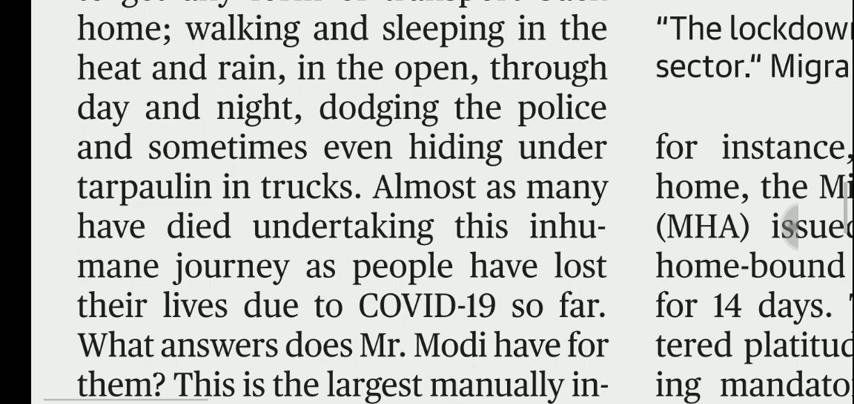 home; walking and sleeping in the
heat and rain, in the open, through
day and night, dodging the police
and sometimes even hiding under
tarpaulin in trucks. Almost as many
have died undertaking this inhu-
mane journey as people have lost
their lives due to COVID-19 so far.
What answers does Mr. Modi have for
them? This is the largest manually in-
“The lockdown
sector.“ Migra
for instance,
home, the Mi
(MHA) issued
home-bound
for 14 days.
tered platitud
ing mandato